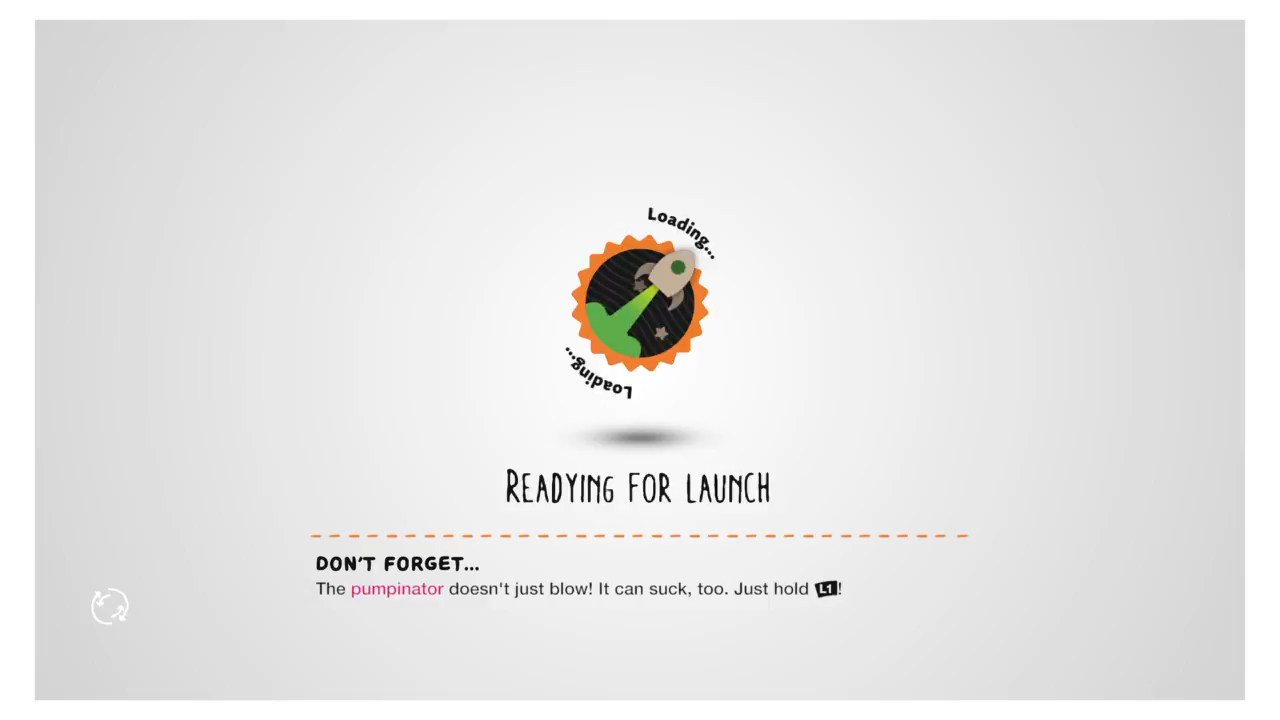 Loading...
Loading...
READYING FOR LAUNCH
DON'T FORGET...
The pumpinator doesn't just blow! It can suck, too. Just hold L1!